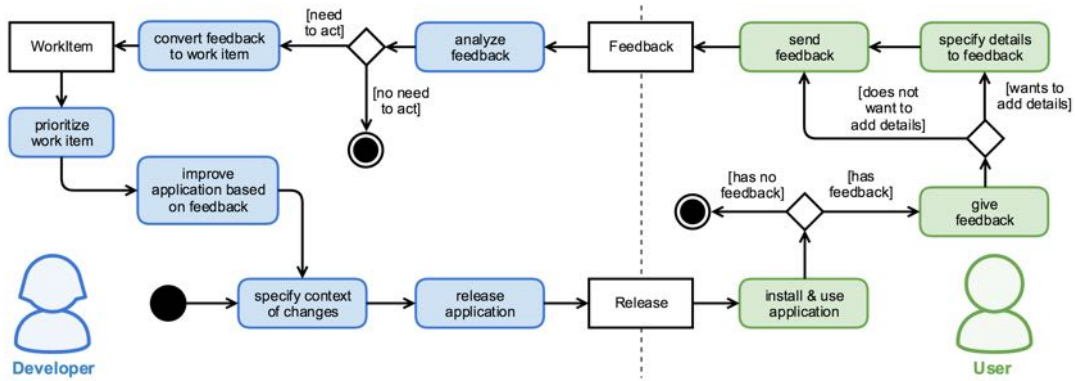 WorkItem
convert feedback
to work item
[need
to act]
analyze
feedback
Feedback
send
feedback
specify details
to feedback
[no need
to act]
[does not
want to
add details]
[wants to
add details]
prioritize
work item
improve
application based
on feedback
[has no
feedback]
[has
feedback]
give
feedback
specify context
of changes
release
application
Release
install & use
application
Developer
User